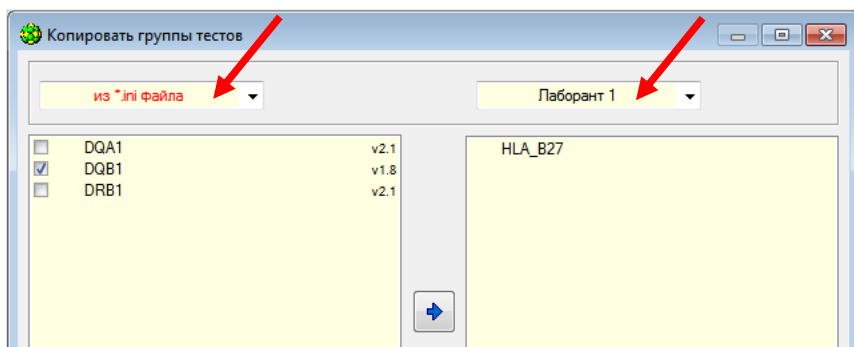 Копировать группы тестов
из *.ini файла
Лаборант 1
DQA1 v2.1
DQB1 v1.8
DRB1 v2.1
HLA_B27